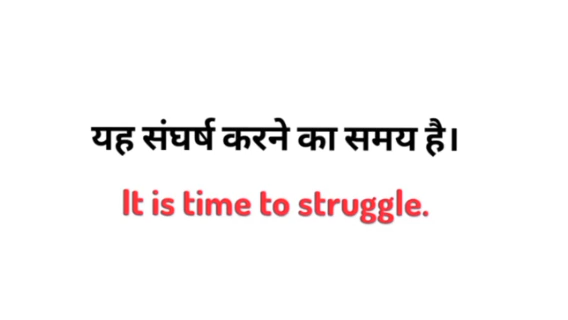 यह संघर्ष करने का समय है।
It is time to struggle.